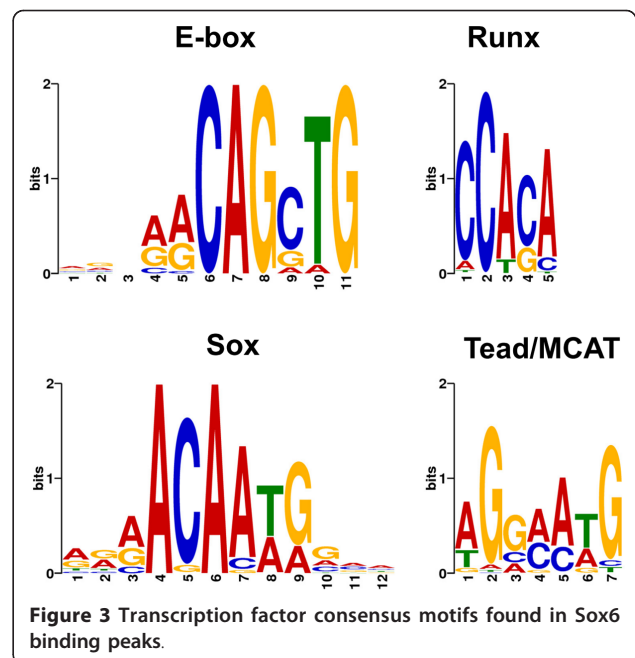 E-box
Runx
2
bits
1
0
1 2 3 4 5 6 7 8 9 10 11
2
bits
1
0
1 2 3 4 5
Sox
Tead/MCAT
2
bits
1
0
1 2 3 4 5 6 7 8 9 10 11 12
2
bits
1
0
1 2 3 4 5 6 7
Figure 3 Transcription factor consensus motifs found in Sox6
binding peaks.